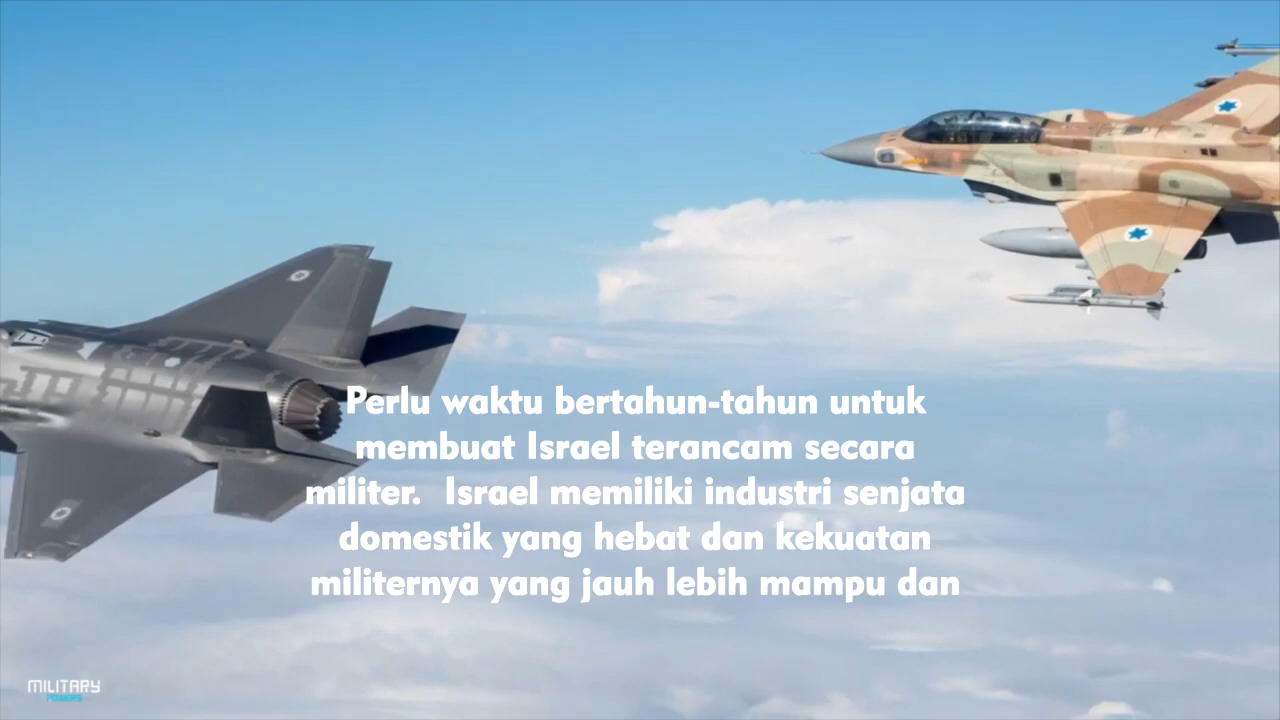 Perlu waktu bertahun-tahun untuk
membuat Israel terancam secara
militer.  Israel memiliki industri senjata
domestik yang hebat dan kekuatan
militernya yang jauh lebih mampu dan
MILITARY
POWERS